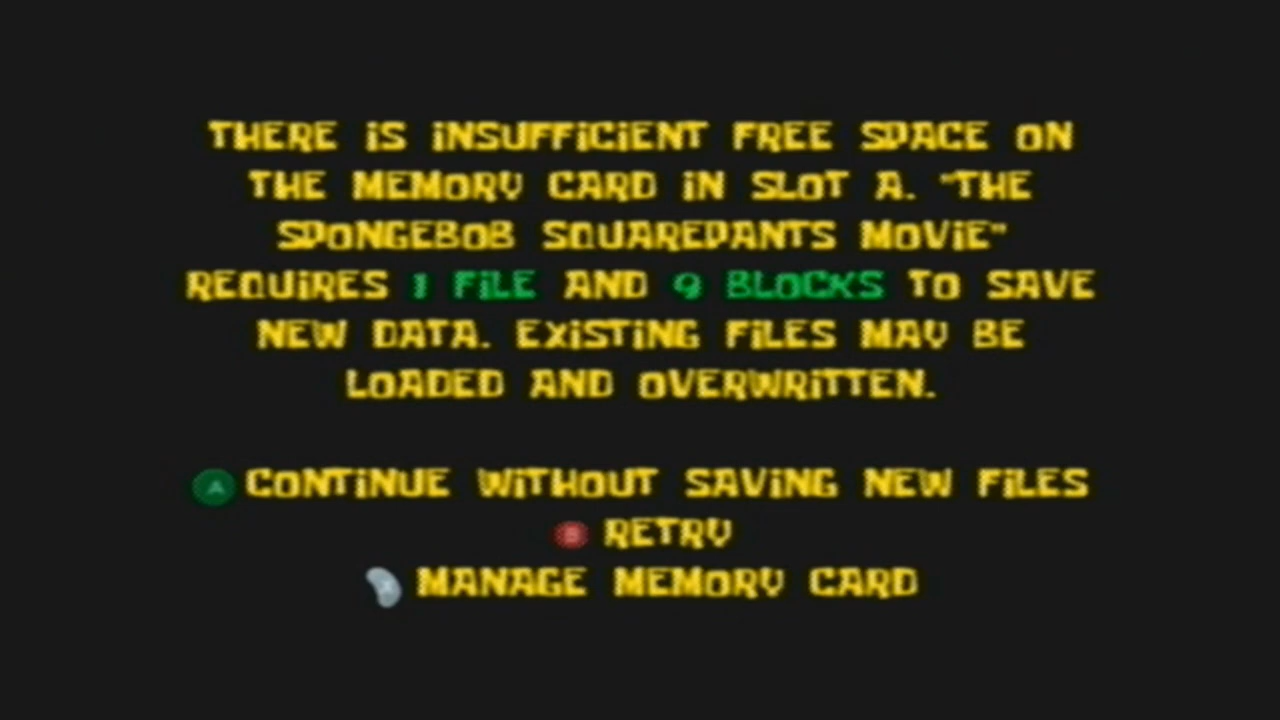 THERE iS iNSUFFiCiENT FREE SPACE ON
THE MEMORY CARD iN SLOT A. "THE
SPONGEBOB SQUAREPANTS MOViE"
REQUiRES 1 FiLE AND 9 BLOCKS TO SAVE
NEW DATA. EXiSTiNG FiLES MAY BE
LOADED AND OVERWRiTTEN.
A CONTiNUE WiTHOUT SAViNG NEW FiLES
B RETRY
MANAGE MEMORY CARD